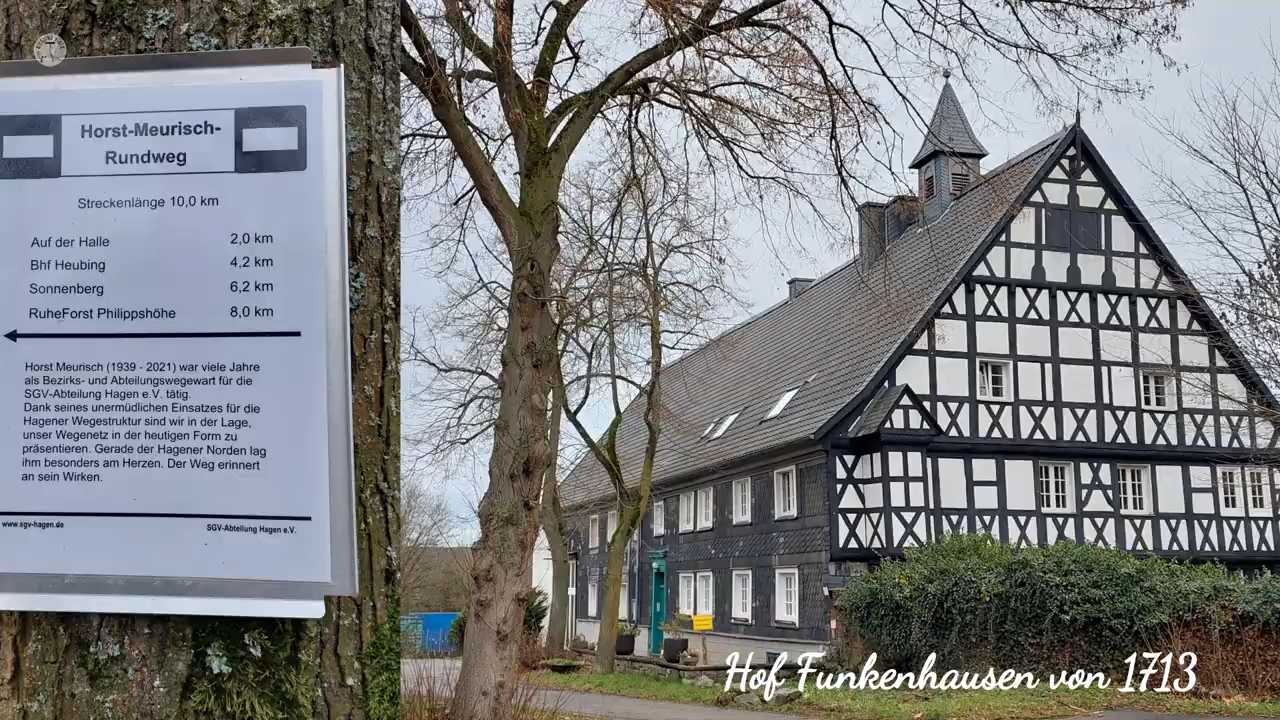 Horst-Meurisch-
Rundweg
Streckenlänge 10,0 km
Auf der Halle 2,0 km
Bhf Heubing 4,2 km
Sonnenberg 6,2 km
RuheForst Philippshöhe 8,0 km
Horst Meurisch (1939 - 2021) war viele Jahre
als Bezirks- und Abteilungswegewart für die
SGV-Abteilung Hagen e.V. tätig.
Dank seines unermüdlichen Einsatzes für die
Hagener Wegestruktur sind wir in der Lage,
unser Wegenetz in der heutigen Form zu
präsentieren. Gerade der Hagener Norden lag
ihm besonders am Herzen. Der Weg erinnert
an sein Wirken.
www.sgv-hagen.de SGV-Abteilung Hagen e.V.
Hof Funkenhausen von 1713